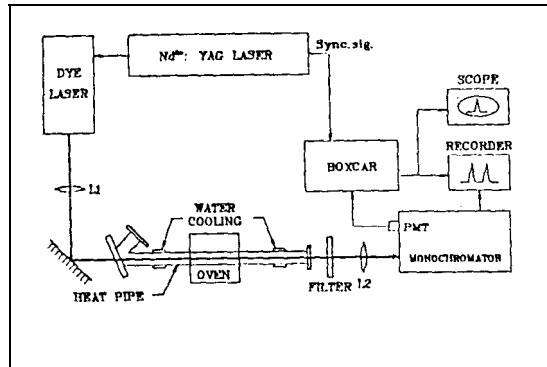 Nd³⁺: YAG LASER
Sync. sig.
DYE
LASER
SCOPE
RECORDER
BOXCAR
L1
WATER
COOLING
PMT
MONOCHROMATOR
OVEN
HEAT PIPE
FILTER
L2